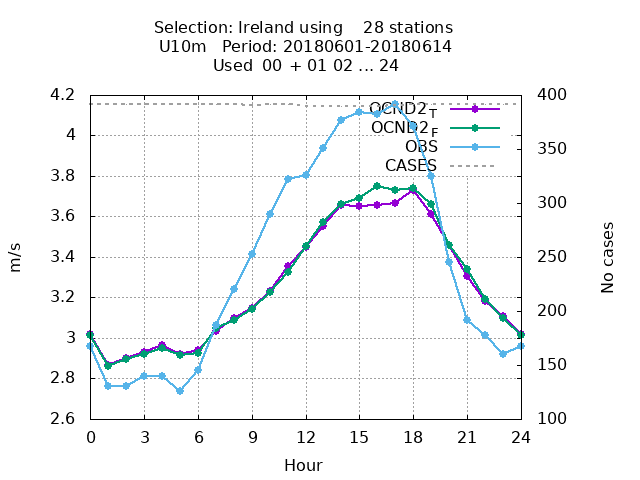 Selection: Ireland using 28 stations
U10m Period: 20180601-20180614
Used 00 + 01 02 ... 24
4.2
4
3.8
3.6
3.4
3.2
3
2.8
2.6
m/s
OCND2T
OCND2F
OBS
CASES
400
350
300
250
200
150
100
No cases
0 3 6 9 12 15 18 21 24
Hour